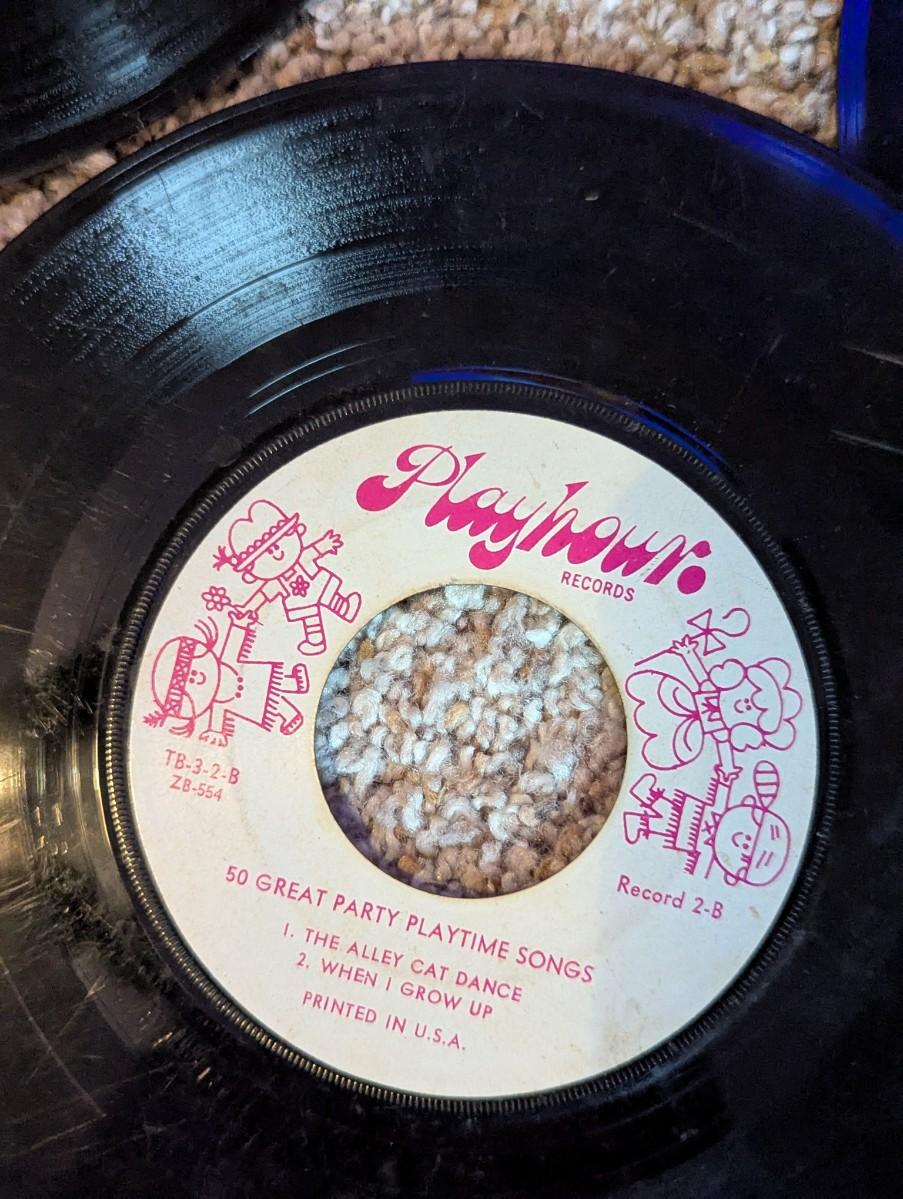 Playhour
RECORDS
TB-3-2-B
ZB-554
Record 2-B
50 GREAT PARTY PLAYTIME SONGS
1. THE ALLEY CAT DANCE
2. WHEN I GROW UP
PRINTED IN U.S.A.